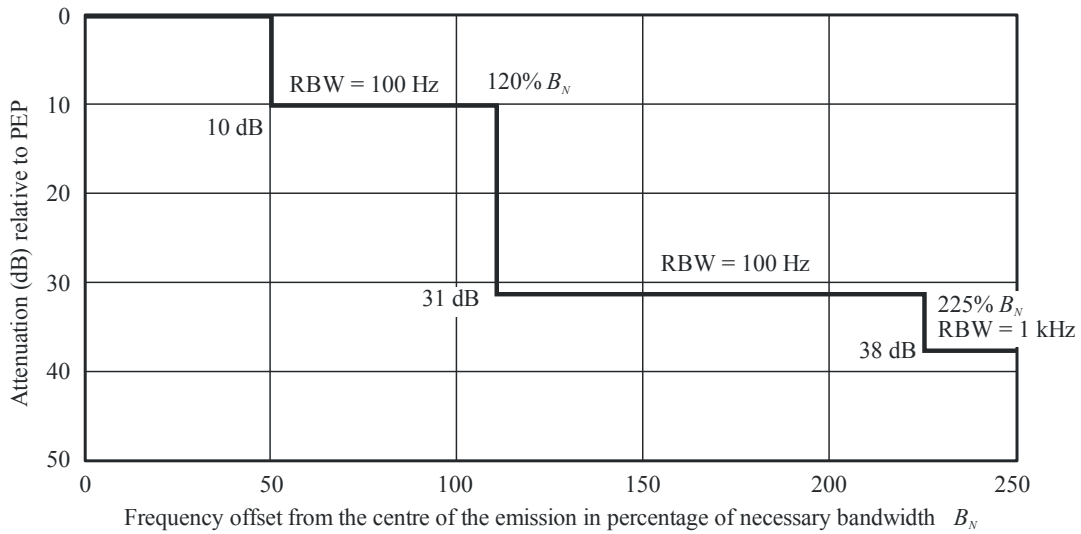 0
10
20
30
40
50
Attenuation (dB) relative to PEP
RBW = 100 Hz
120% B_N
10 dB
RBW = 100 Hz
31 dB
225% B_N
RBW = 1 kHz
38 dB
0
50
100
150
200
250
Frequency offset from the centre of the emission in percentage of necessary bandwidth B_N